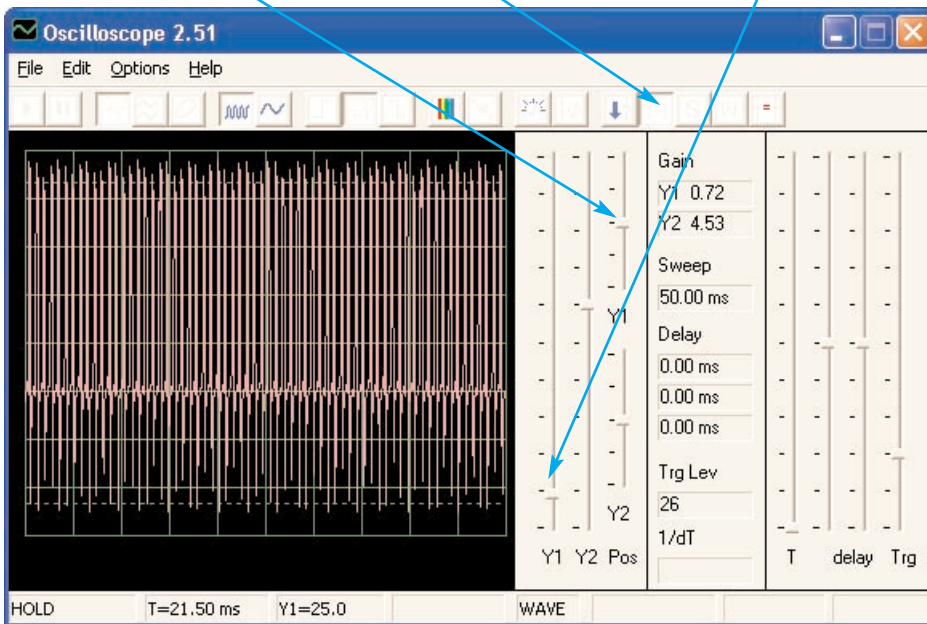 Oscilloscope 2.51
File Edit Options Help
Gain
Y1 0.72
Y2 4.53
Sweep
50.00 ms
Y1
Delay
0.00 ms
0.00 ms
0.00 ms
Trg Lev
26
Y2
1/dT
Y1 Y2 Pos
T delay Trg
HOLD T=21.50 ms Y1=25.0 WAVE